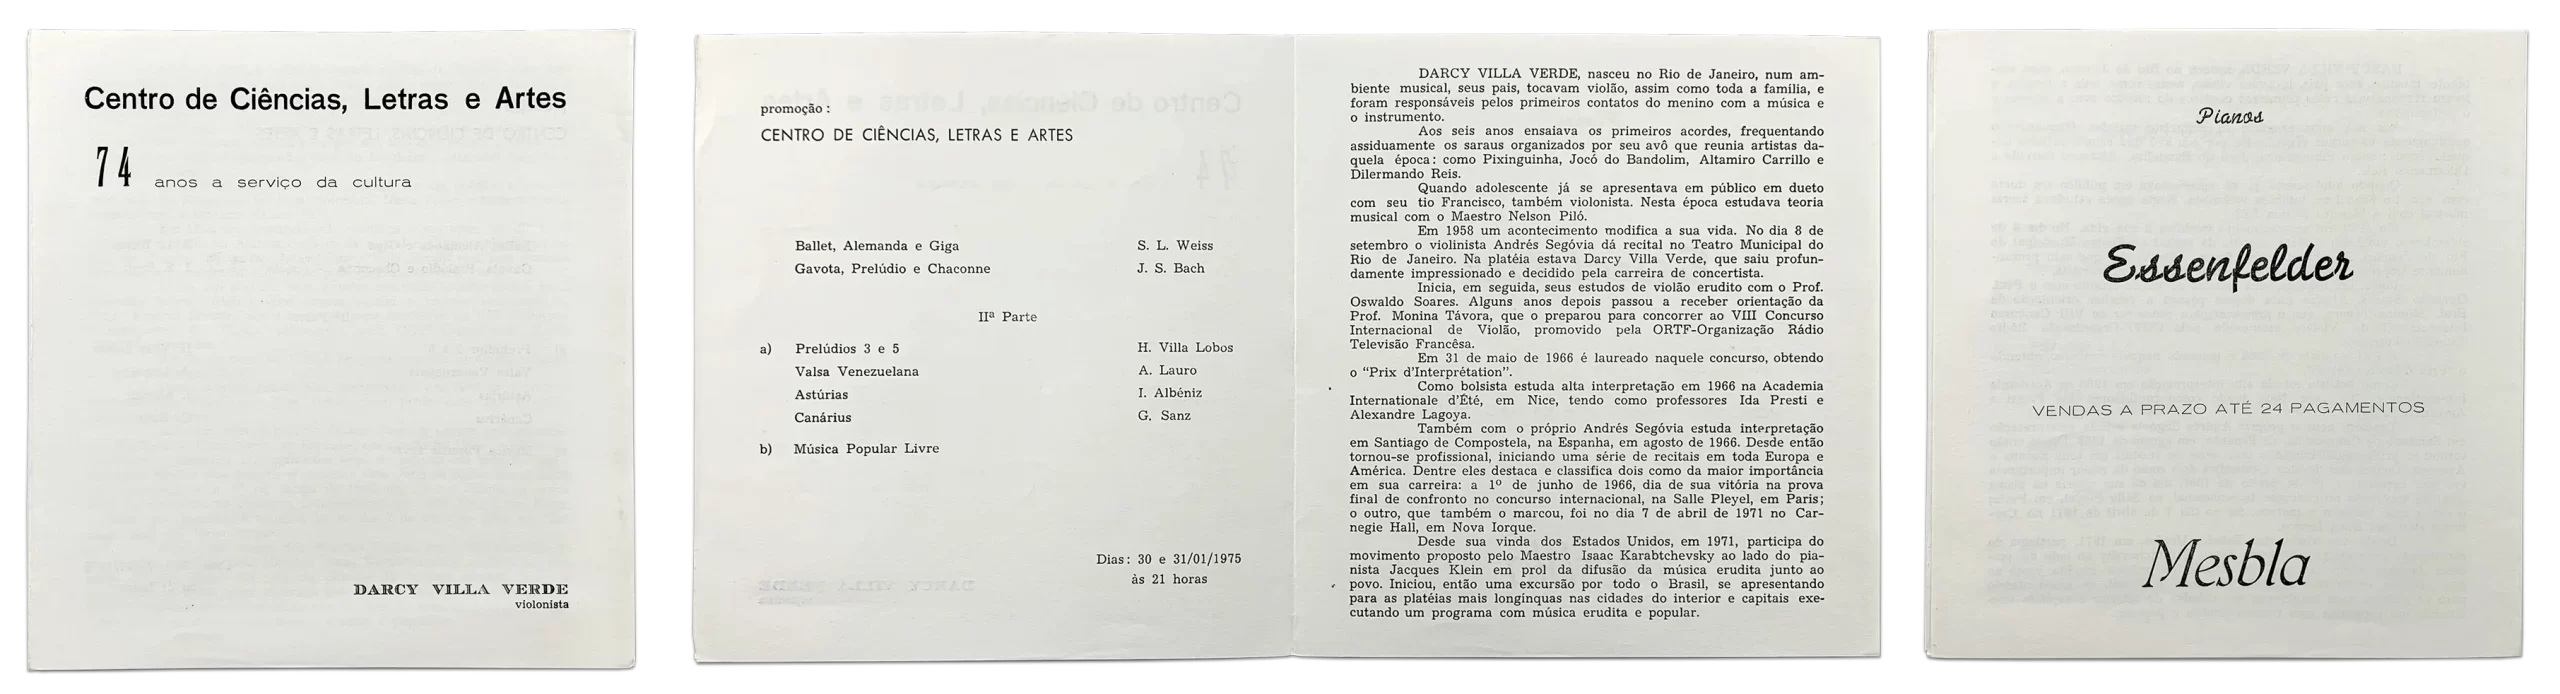 Centro de Ciências, Letras e Artes
74 anos a serviço da cultura
DARCY VILLA VERDE
violonista
promoção :
CENTRO DE CIÊNCIAS, LETRAS E ARTES
Ballet, Alemanda e Giga S. L. Weiss
Gavota, Prelúdio e Chaconne J. S. Bach
IIª Parte
a) Prelúdios 3 e 5 H. Villa Lobos
Valsa Venezuelana A. Lauro
Astúrias I. Albéniz
Canárius G. Sanz
b) Música Popular Livre
Dias: 30 e 31/01/1975
às 21 horas
DARCY VILLA VERDE, nasceu no Rio de Janeiro, num am-
biente musical, seus pais, tocavam violão, assim como toda a família, e
foram responsáveis pelos primeiros contatos do menino com a música e
o instrumento.
Aos seis anos ensaiava os primeiros acordes, frequentando
assiduamente os saraus organizados por seu avô que reunia artistas da-
quela época: como Pixinguinha, Jocó do Bandolim, Altamiro Carrillo e
Dilermando Reis.
Quando adolescente já se apresentava em público em dueto
com seu tio Francisco, também violonista. Nesta época estudava teoria
musical com o Maestro Nelson Piló.
Em 1958 um acontecimento modifica a sua vida. No dia 8 de
setembro o violinista Andrés Segóvia dá recital no Teatro Municipal do
Rio de Janeiro. Na platéia estava Darcy Villa Verde, que saiu profun-
damente impressionado e decidido pela carreira de concertista.
Inicia, em seguida, seus estudos de violão erudito com o Prof.
Oswaldo Soares. Alguns anos depois passou a receber orientação da
Prof. Monina Távora, que o preparou para concorrer ao VIII Concurso
Internacional de Violão, promovido pela ORTF-Organização Rádio
Televisão Francêsa.
Em 31 de maio de 1966 é laureado naquele concurso, obtendo
o “Prix d'Interprétation”.
Como bolsista estuda alta interpretação em 1966 na Academia
Internationale d'Été, em Nice, tendo como professores Ida Presti e
Alexandre Lagoya.
Também com o próprio Andrés Segóvia estuda interpretação
em Santiago de Compostela, na Espanha, em agosto de 1966. Desde então
tornou-se profissional, iniciando uma série de recitais em toda Europa e
América. Dentre eles destaca e classifica dois como da maior importância
em sua carreira: a 1º de junho de 1966, dia de sua vitória na prova
final de confronto no concurso internacional, na Salle Pleyel, em Paris;
o outro, que também o marcou, foi no dia 7 de abril de 1971 no Car-
negie Hall, em Nova Iorque.
Desde sua vinda dos Estados Unidos, em 1971, participa do
movimento proposto pelo Maestro Isaac Karabtchevsky ao lado do pia-
nista Jacques Klein em prol da difusão da música erudita junto ao
povo. Iniciou, então uma excursão por todo o Brasil, se apresentando
para as platéias mais longínquas nas cidades do interior e capitais exe-
cutando um programa com música erudita e popular.
Pianos
Essenfelder
VENDAS A PRAZO ATÉ 24 PAGAMENTOS
Mesbla